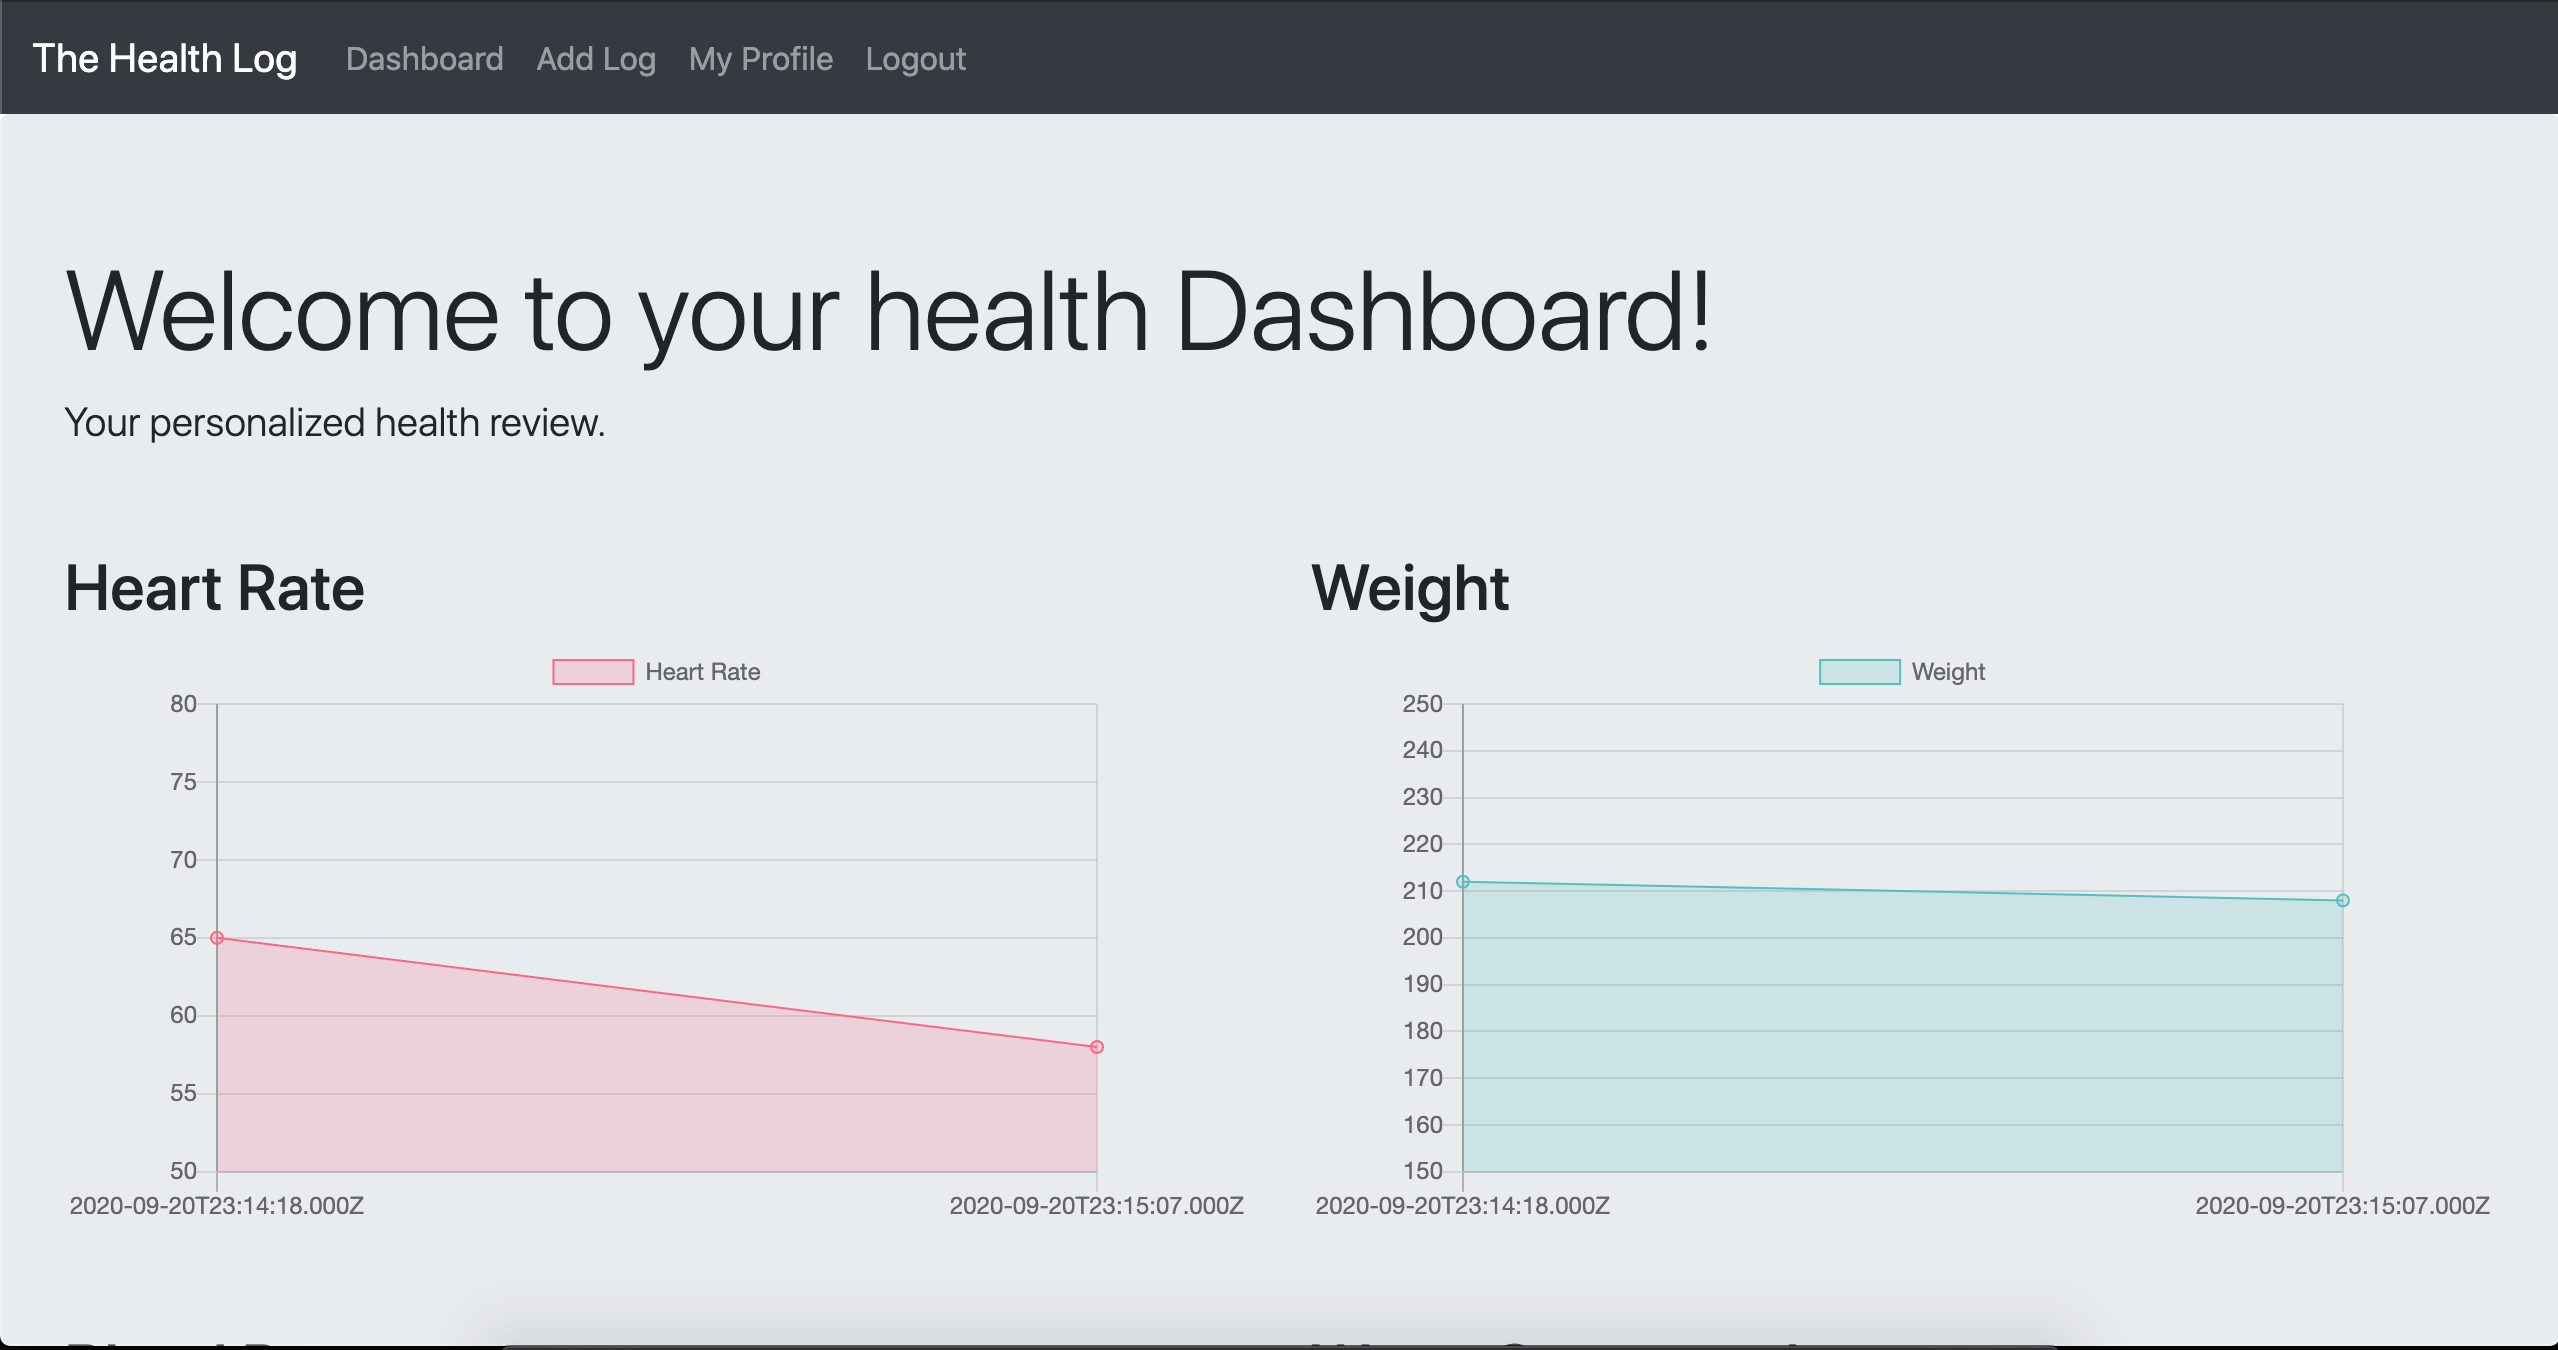 The Health Log Dashboard Add Log My Profile Logout
Welcome to your health Dashboard!
Your personalized health review.
Heart Rate
Heart Rate
80
75
70
65
60
55
50
2020-09-20T23:14:18.000Z 2020-09-20T23:15:07.000Z
Weight
Weight
250
240
230
220
210
200
190
180
170
160
150
2020-09-20T23:14:18.000Z 2020-09-20T23:15:07.000Z